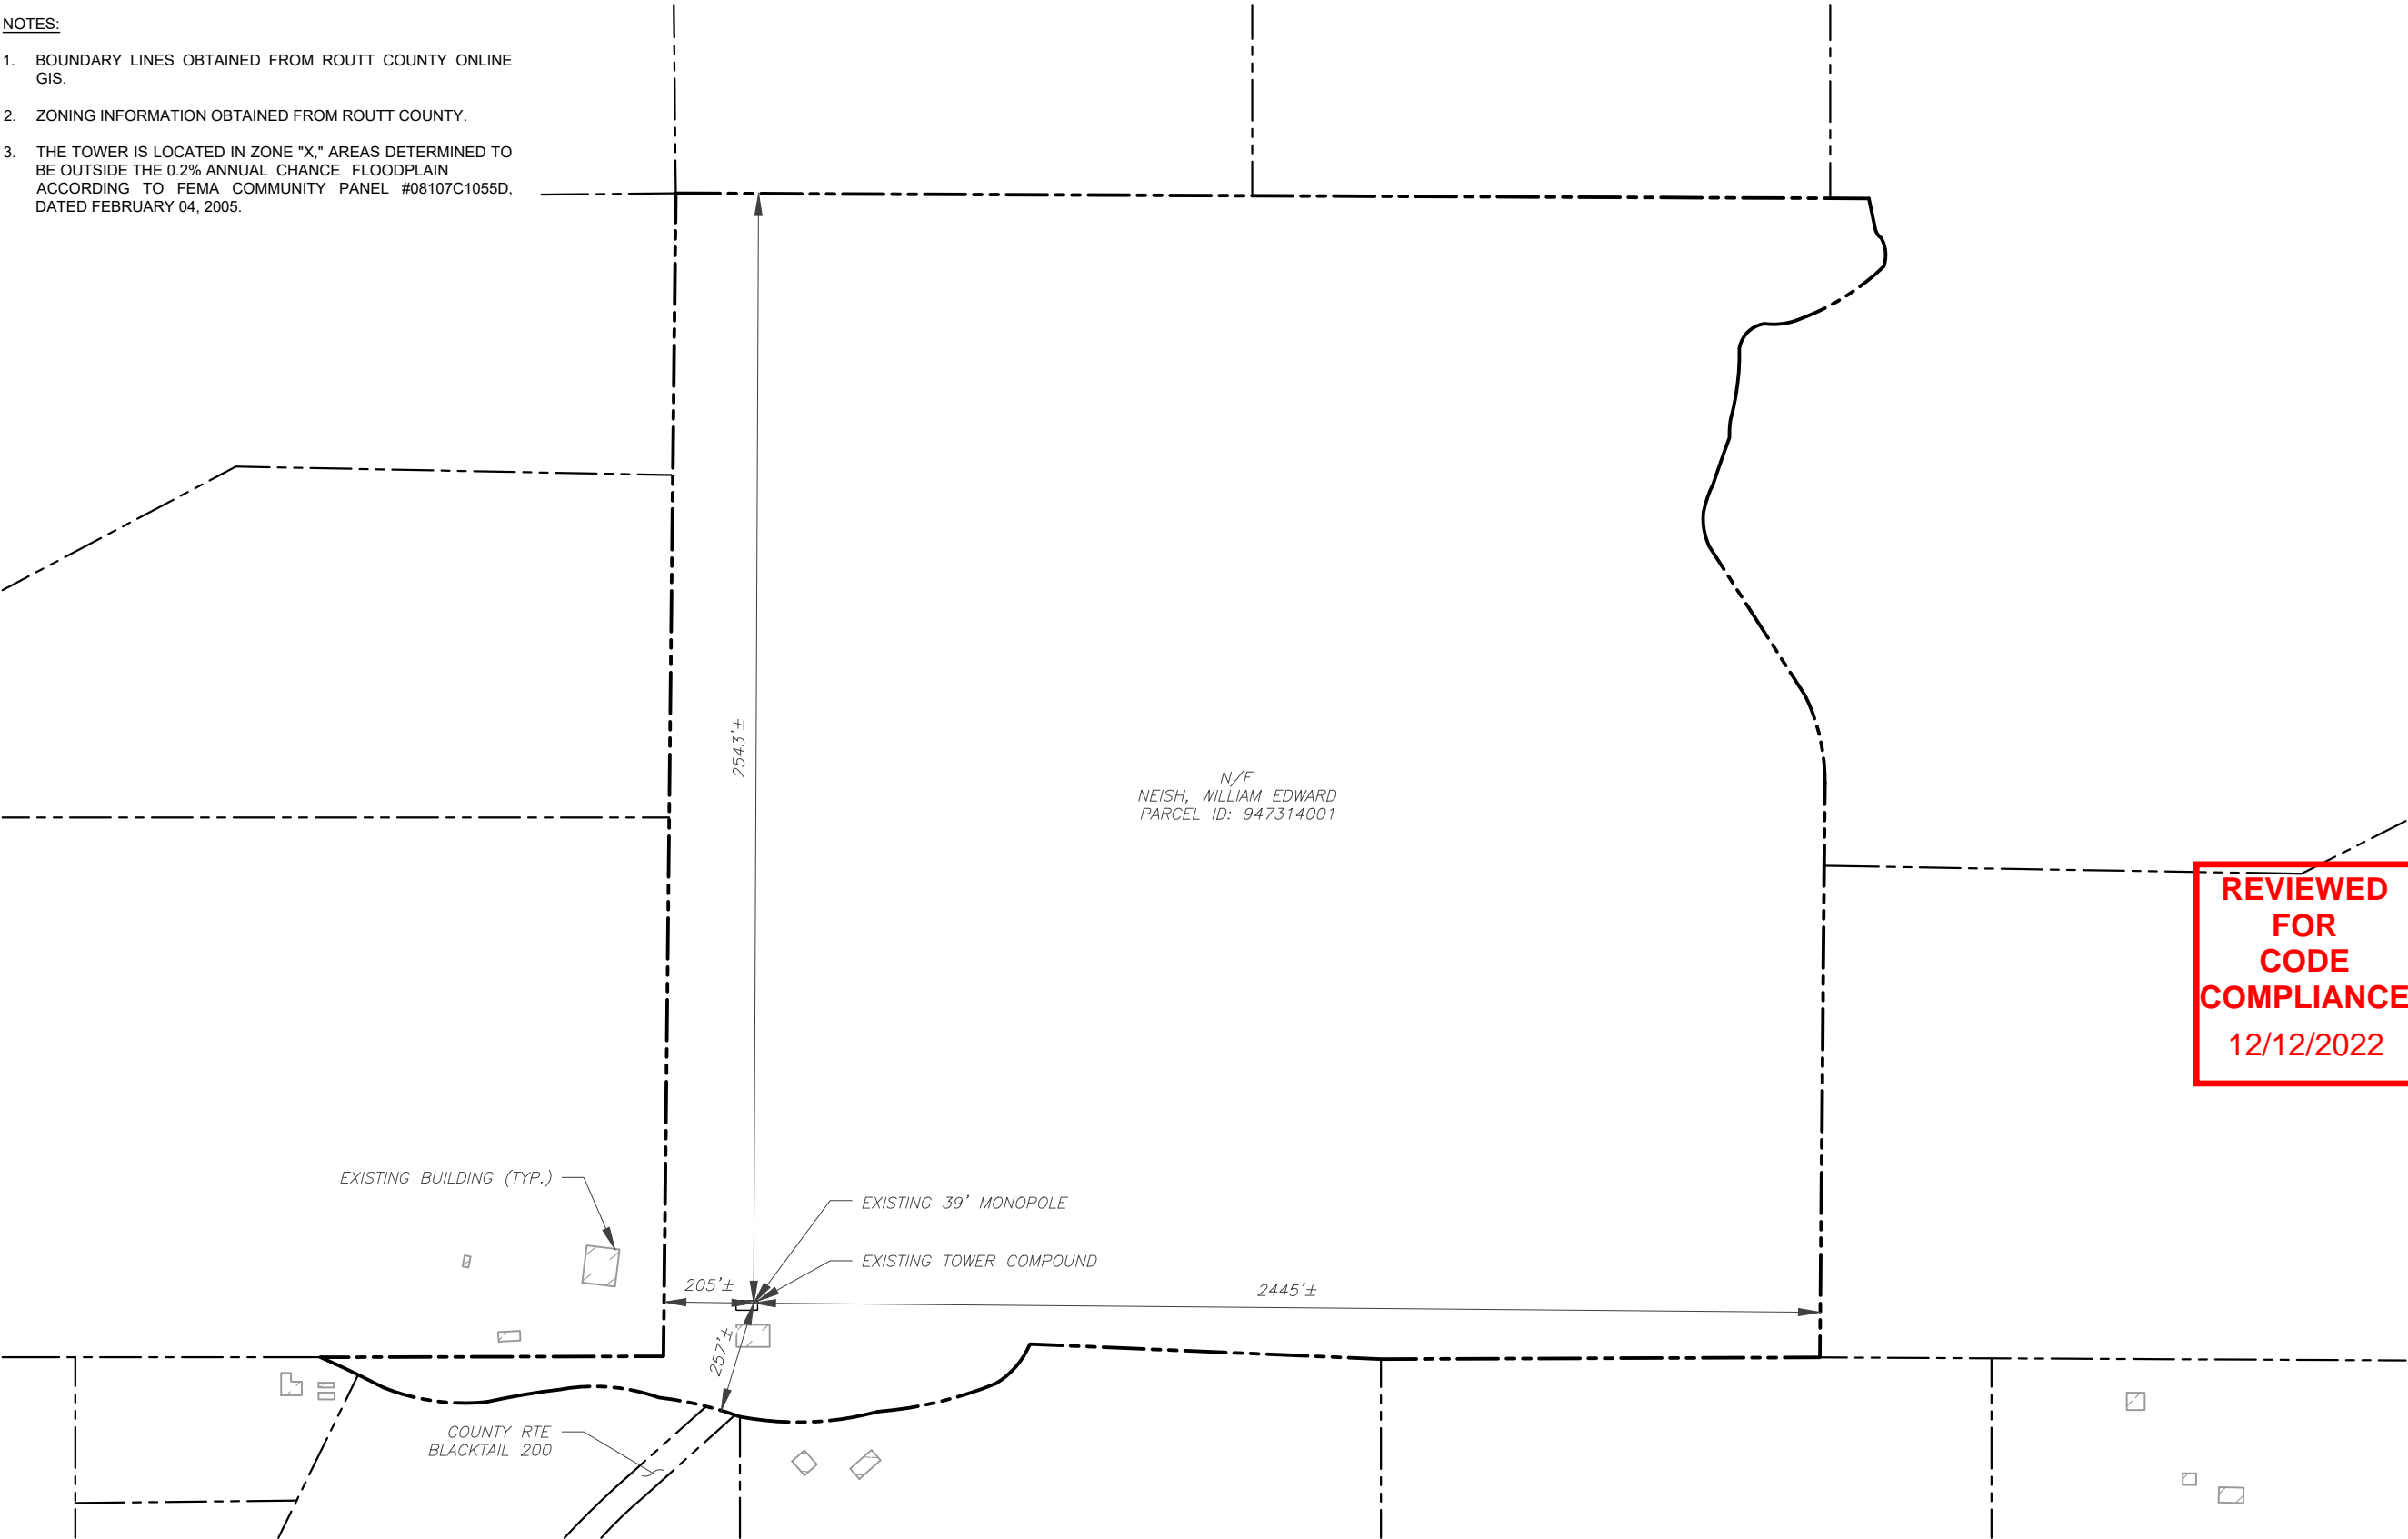 NOTES:
1. BOUNDARY LINES OBTAINED FROM ROUTT COUNTY ONLINE
GIS.
2. ZONING INFORMATION OBTAINED FROM ROUTT COUNTY.
3. THE TOWER IS LOCATED IN ZONE "X," AREAS DETERMINED TO
BE OUTSIDE THE 0.2% ANNUAL CHANCE FLOODPLAIN
ACCORDING TO FEMA COMMUNITY PANEL #08107C1055D,
DATED FEBRUARY 04, 2005.
2543'±
N/F
NEISH, WILLIAM EDWARD
PARCEL ID: 947314001
REVIEWED
FOR
CODE
COMPLIANCE
12/12/2022
EXISTING BUILDING (TYP.)
EXISTING 39' MONOPOLE
EXISTING TOWER COMPOUND
205'±
2445'±
257'±
COUNTY RTE
BLACKTAIL 200